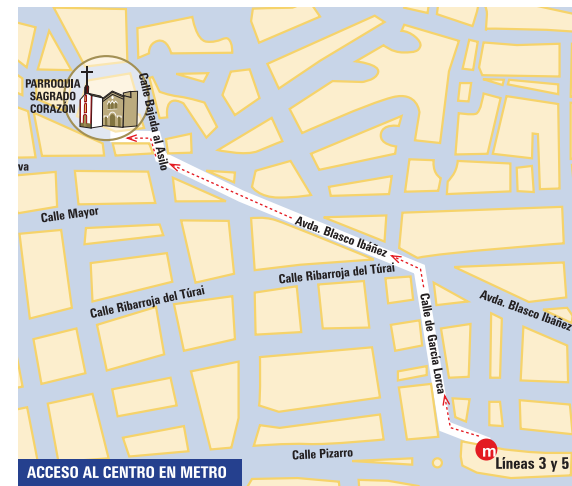 PARROQUIA
SAGRADO
CORAZÓN
Calle Bajada al Asilo
va
Calle Mayor
Avda. Blasco Ibáñez
Calle Ribarroja del Túrai
Calle Ribarroja del Túrai
Avda. Blasco Ibáñez
Calle de García Lorca
Calle Pizarro
m
Líneas 3 y 5
ACCESO AL CENTRO EN METRO